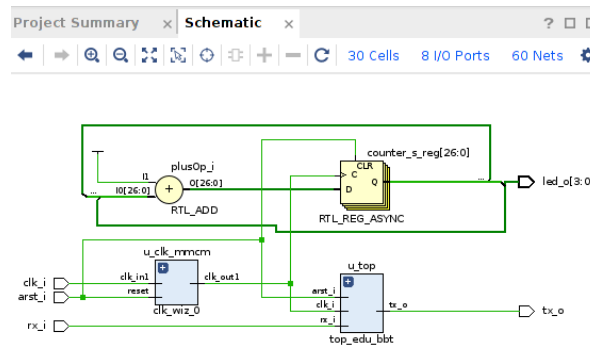 Project Summary × Schematic × ?
30 Cells 8 I/O Ports 60 Nets
counter_s_reg[26:0]
plusOp_i
CLR
I1
O[26:0]
C
Q
...
led_o[3:0
... I0[26:0]
+
D
RTL_ADD
RTL_REG_ASYNC
u_clk_mmcm
u_top
clk_i
clk_in1
clk_out1
arst_i
reset
clk_wiz_0
arst_i
clk_i
tx_o
tx_o
rx_i
rx_i
top_edu_bbt